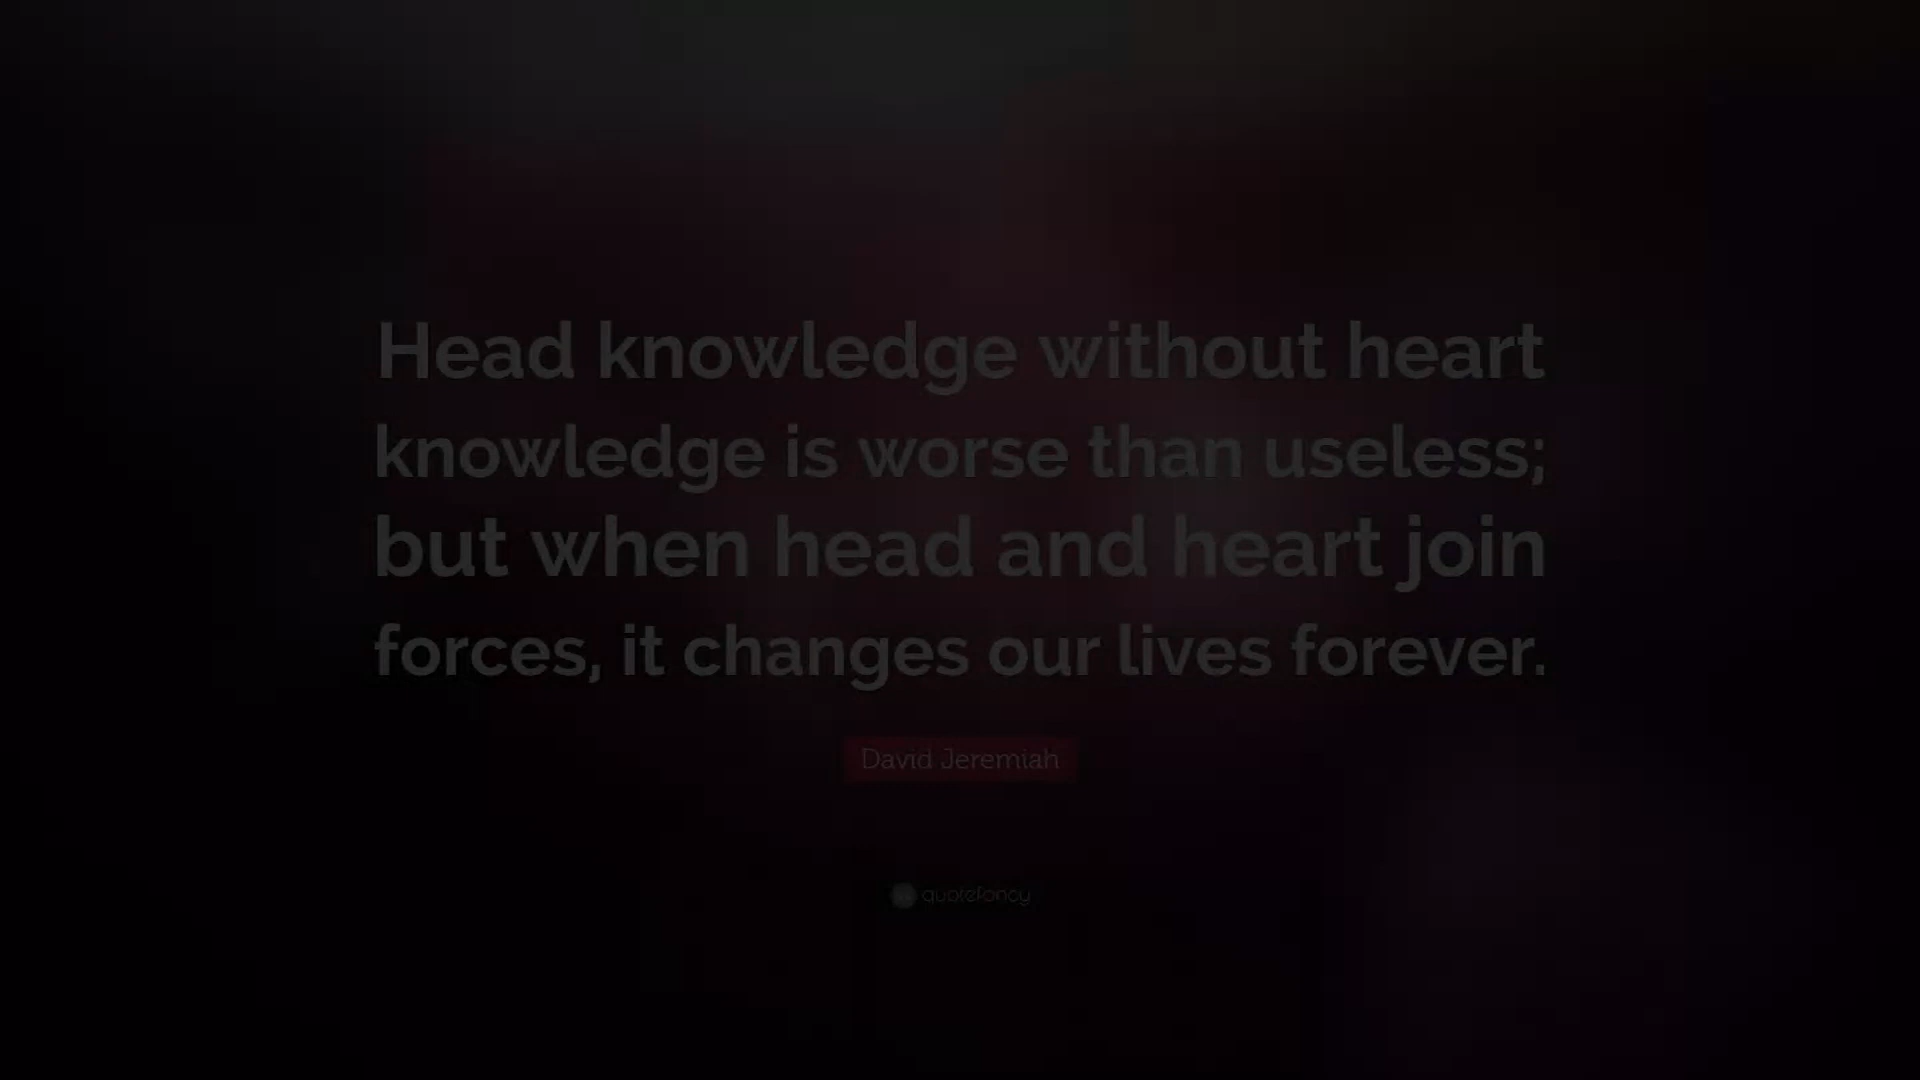 Head knowledge without heart
knowledge is worse than useless;
but when head and heart join
forces, it changes our lives forever.
David Jeremiah
quotefancy